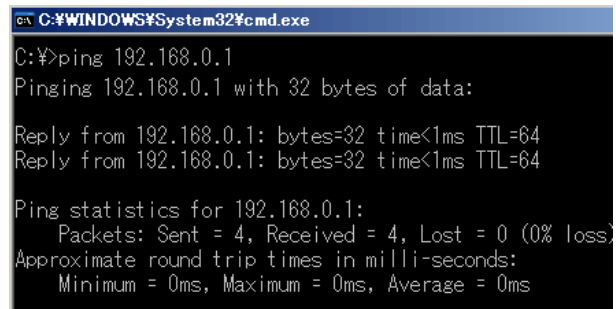 C:¥WINDOWS¥System32¥cmd.exe
C:¥>ping 192.168.0.1
Pinging 192.168.0.1 with 32 bytes of data:
Reply from 192.168.0.1: bytes=32 time<1ms TTL=64
Reply from 192.168.0.1: bytes=32 time<1ms TTL=64
Ping statistics for 192.168.0.1:
Packets: Sent = 4, Received = 4, Lost = 0 (0% loss)
Approximate round trip times in milli-seconds:
Minimum = 0ms, Maximum = 0ms, Average = 0ms